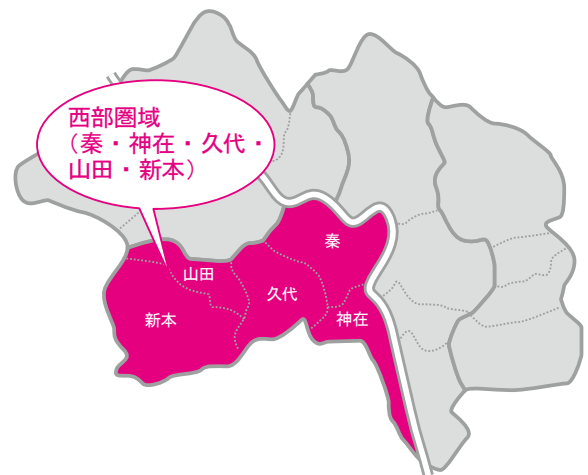 西部圏域
（秦・神在・久代・
山田・新本）
秦
山田
久代
新本
神在